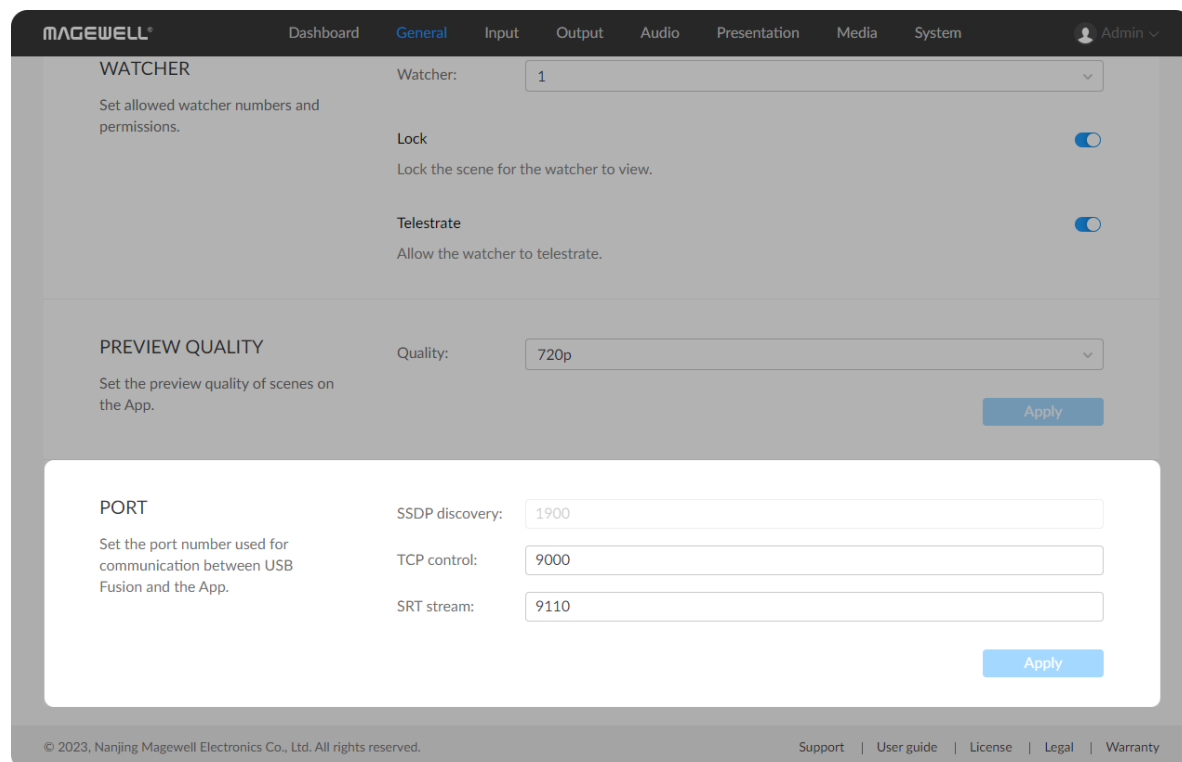 MAGEWELL®
Dashboard General Input Output Audio Presentation Media System Admin
WATCHER
Set allowed watcher numbers and
permissions.
Watcher: 1
Lock
Lock the scene for the watcher to view.
Telestrate
Allow the watcher to telestrate.
PREVIEW QUALITY
Set the preview quality of scenes on
the App.
Quality: 720p
Apply
PORT
Set the port number used for
communication between USB
Fusion and the App.
SSDP discovery: 1900
TCP control: 9000
SRT stream: 9110
Apply
© 2023, Nanjing Magewell Electronics Co., Ltd. All rights reserved.
Support | User guide | License | Legal | Warranty